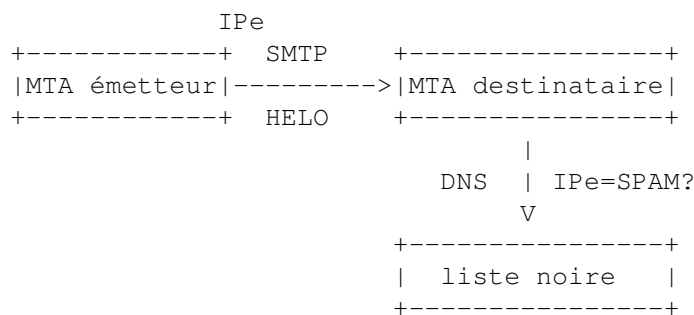 IPe
+------------+ SMTP +----------------+
|MTA émetteur|--------->|MTA destinataire|
+------------+ HELO +----------------+
|
DNS | IPe=SPAM?
V
+----------------+
| liste noire |
+----------------+